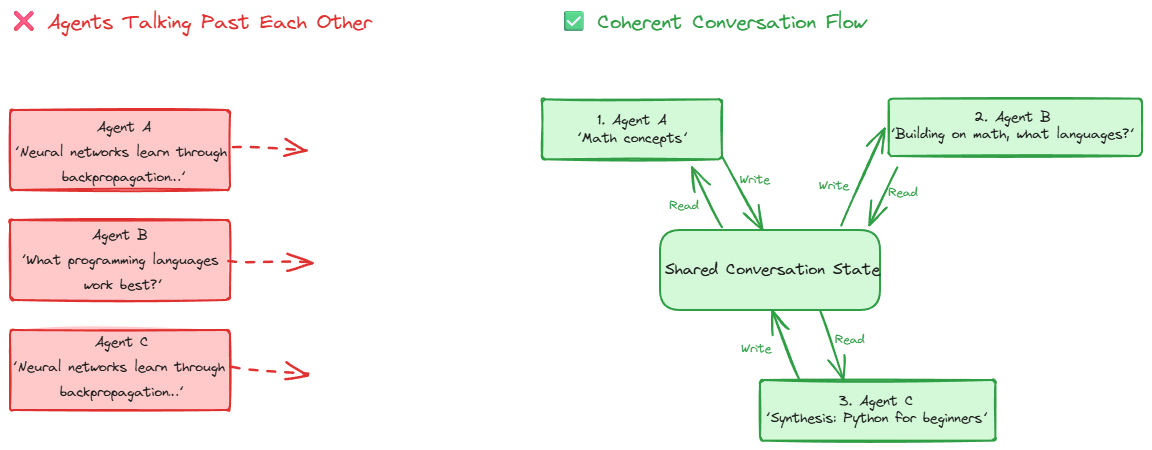 ❌ Agents Talking Past Each Other
Agent A
'Neural networks learn through
backpropagation...'
Agent B
'What programming languages
work best?'
Agent C
'Neural networks learn through
backpropagation...'
✅ Coherent Conversation Flow
1. Agent A
'Math concepts'
2. Agent B
'Building on math, what languages?'
Write
Read
Write
Read
Shared Conversation State
Write
Read
3. Agent C
'Synthesis: Python for beginners'